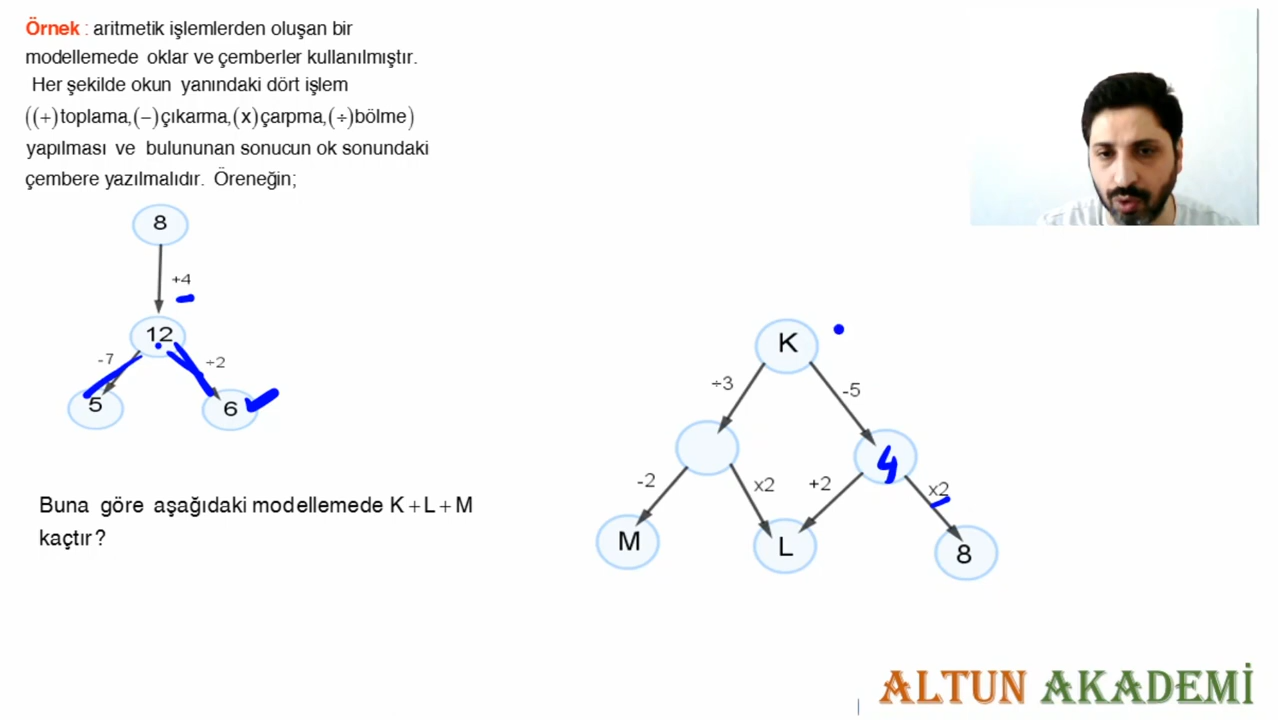 Örnek : aritmetik işlemlerden oluşan bir
modellemede oklar ve çemberler kullanılmıştır.
Her şekilde okun yanındaki dört işlem
((+)toplama,(−)çıkarma,(x)çarpma,(÷)bölme)
yapılması ve bulununan sonucun ok sonundaki
çembere yazılmalıdır. Öreneğin;
8
+4
12
-7 ÷2
5 6
Buna göre aşağıdaki modellemede K+L+M
kaçtır?
K
÷3 -5
4
-2 x2 +2 x2
M L 8
ALTUN AKADEMİ